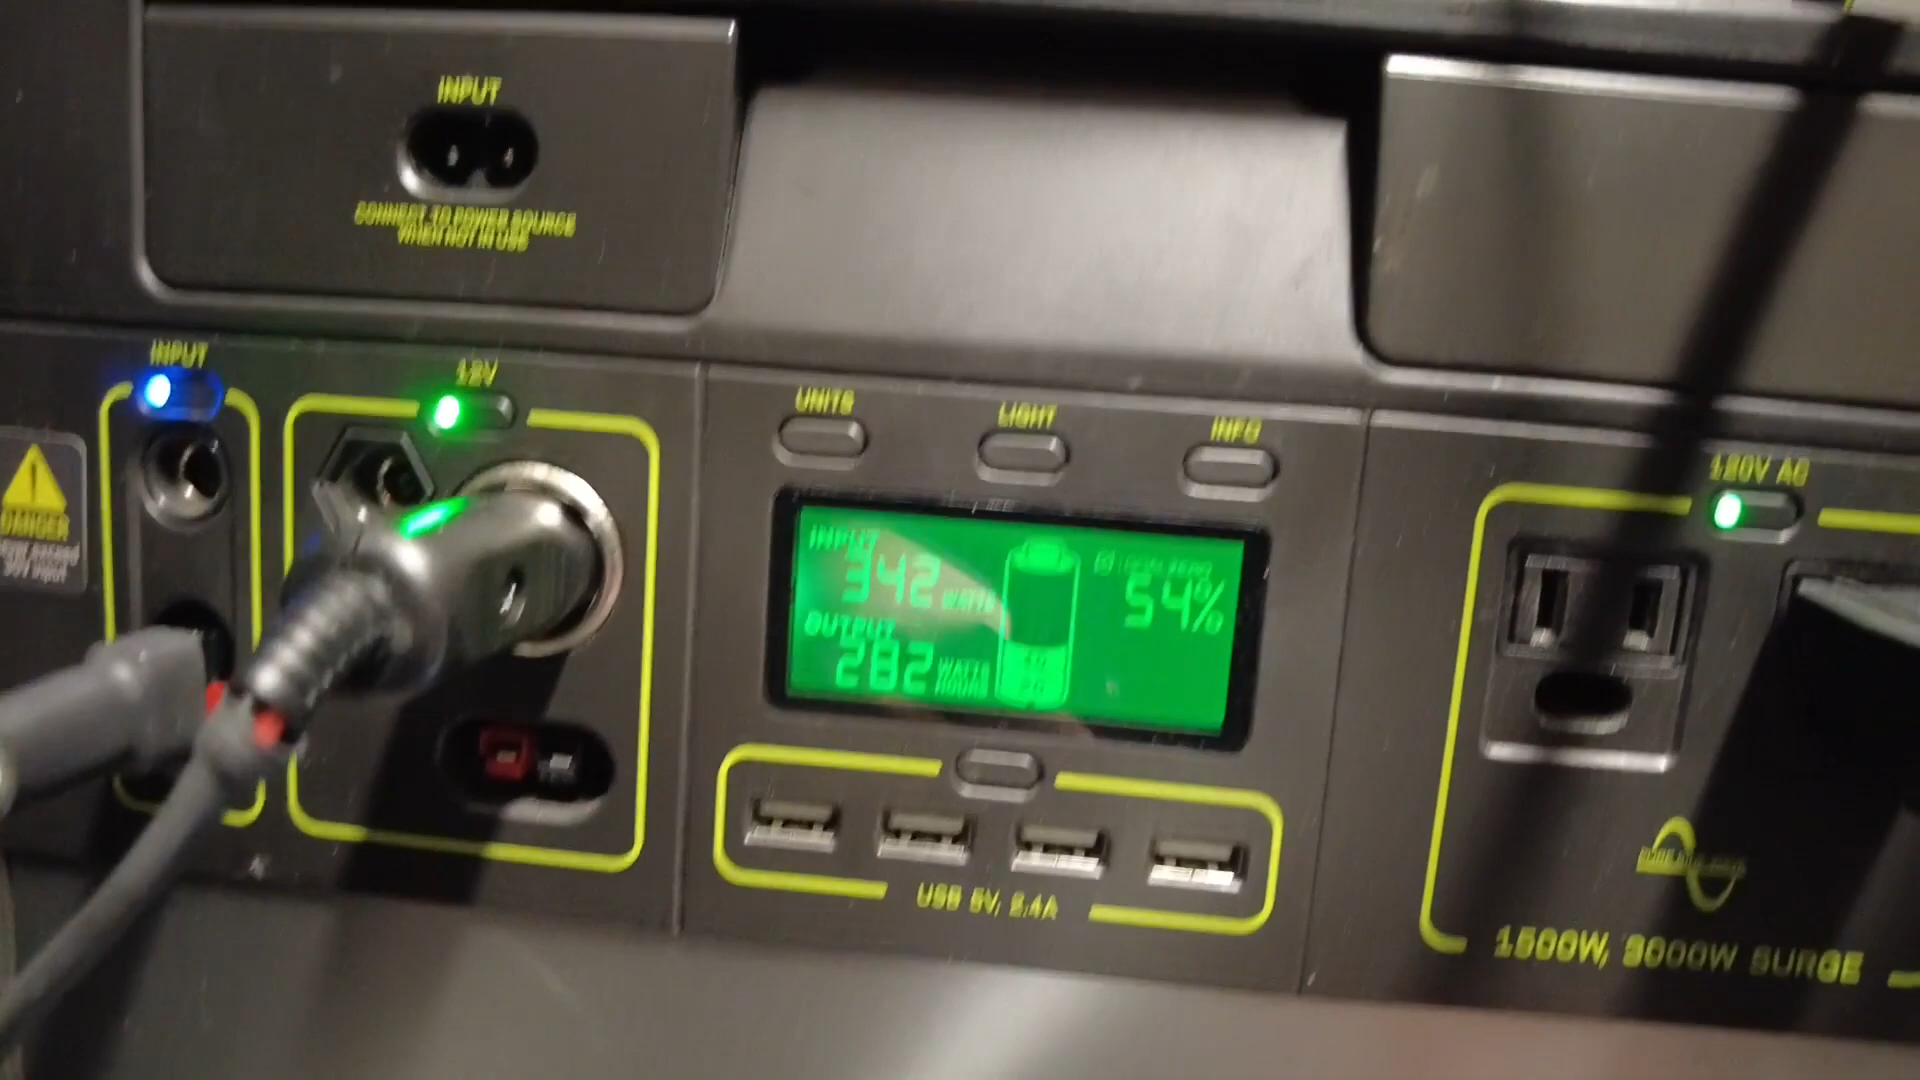 INPUT
CONNECT TO POWER SOURCE
WHEN NOT IN USE
INPUT
12V
UNITS
LIGHT
INFO
120V AC
DANGER
INPUT
342 WATTS
54%
OUTPUT
282 WATTS
HOURS
USB 5V, 2.4A
1500W, 3000W SURGE